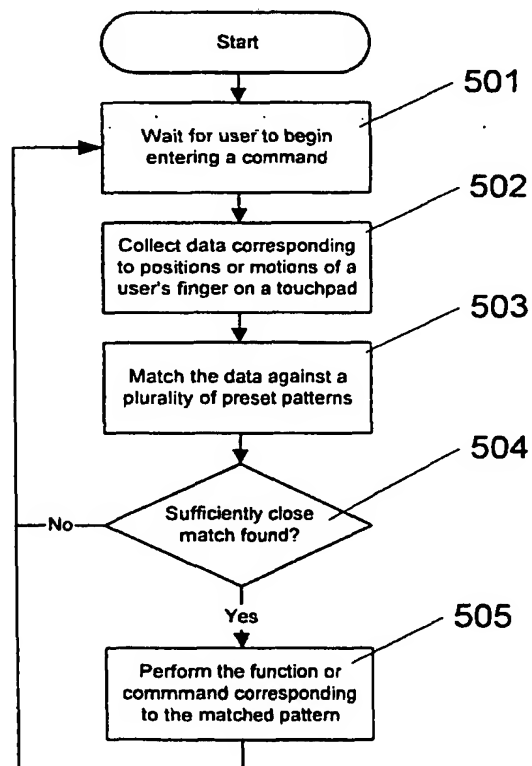 Start
501
Wait for user to begin
entering a command
502
Collect data corresponding
to positions or motions of a
user's finger on a touchpad
503
Match the data against a
plurality of preset patterns
504
Sufficiently close
match found?
No
Yes
505
Perform the function or
commmand corresponding
to the matched pattern